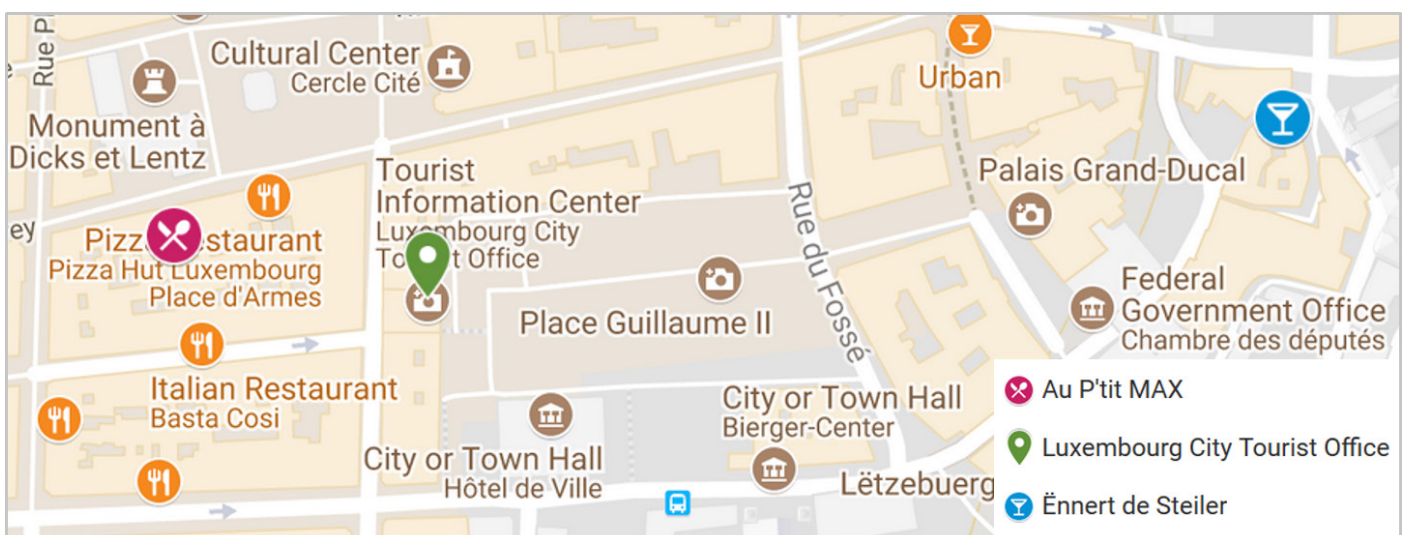 Rue P
Cultural Center
Cercle Cité
Urban
Monument à
Dicks et Lentz
Tourist
Information Center
Luxembourg City
Tourist Office
Palais Grand-Ducal
Rue du Fossé
ey
Pizza Restaurant
Pizza Hut Luxembourg
Place d'Armes
Place Guillaume II
Federal
Government Office
Chambre des députés
Italian Restaurant
Basta Cosi
City or Town Hall
Bierger-Center
City or Town Hall
Hôtel de Ville
Lëtzebuerg
Au P'tit MAX
Luxembourg City Tourist Office
Ënnert de Steiler